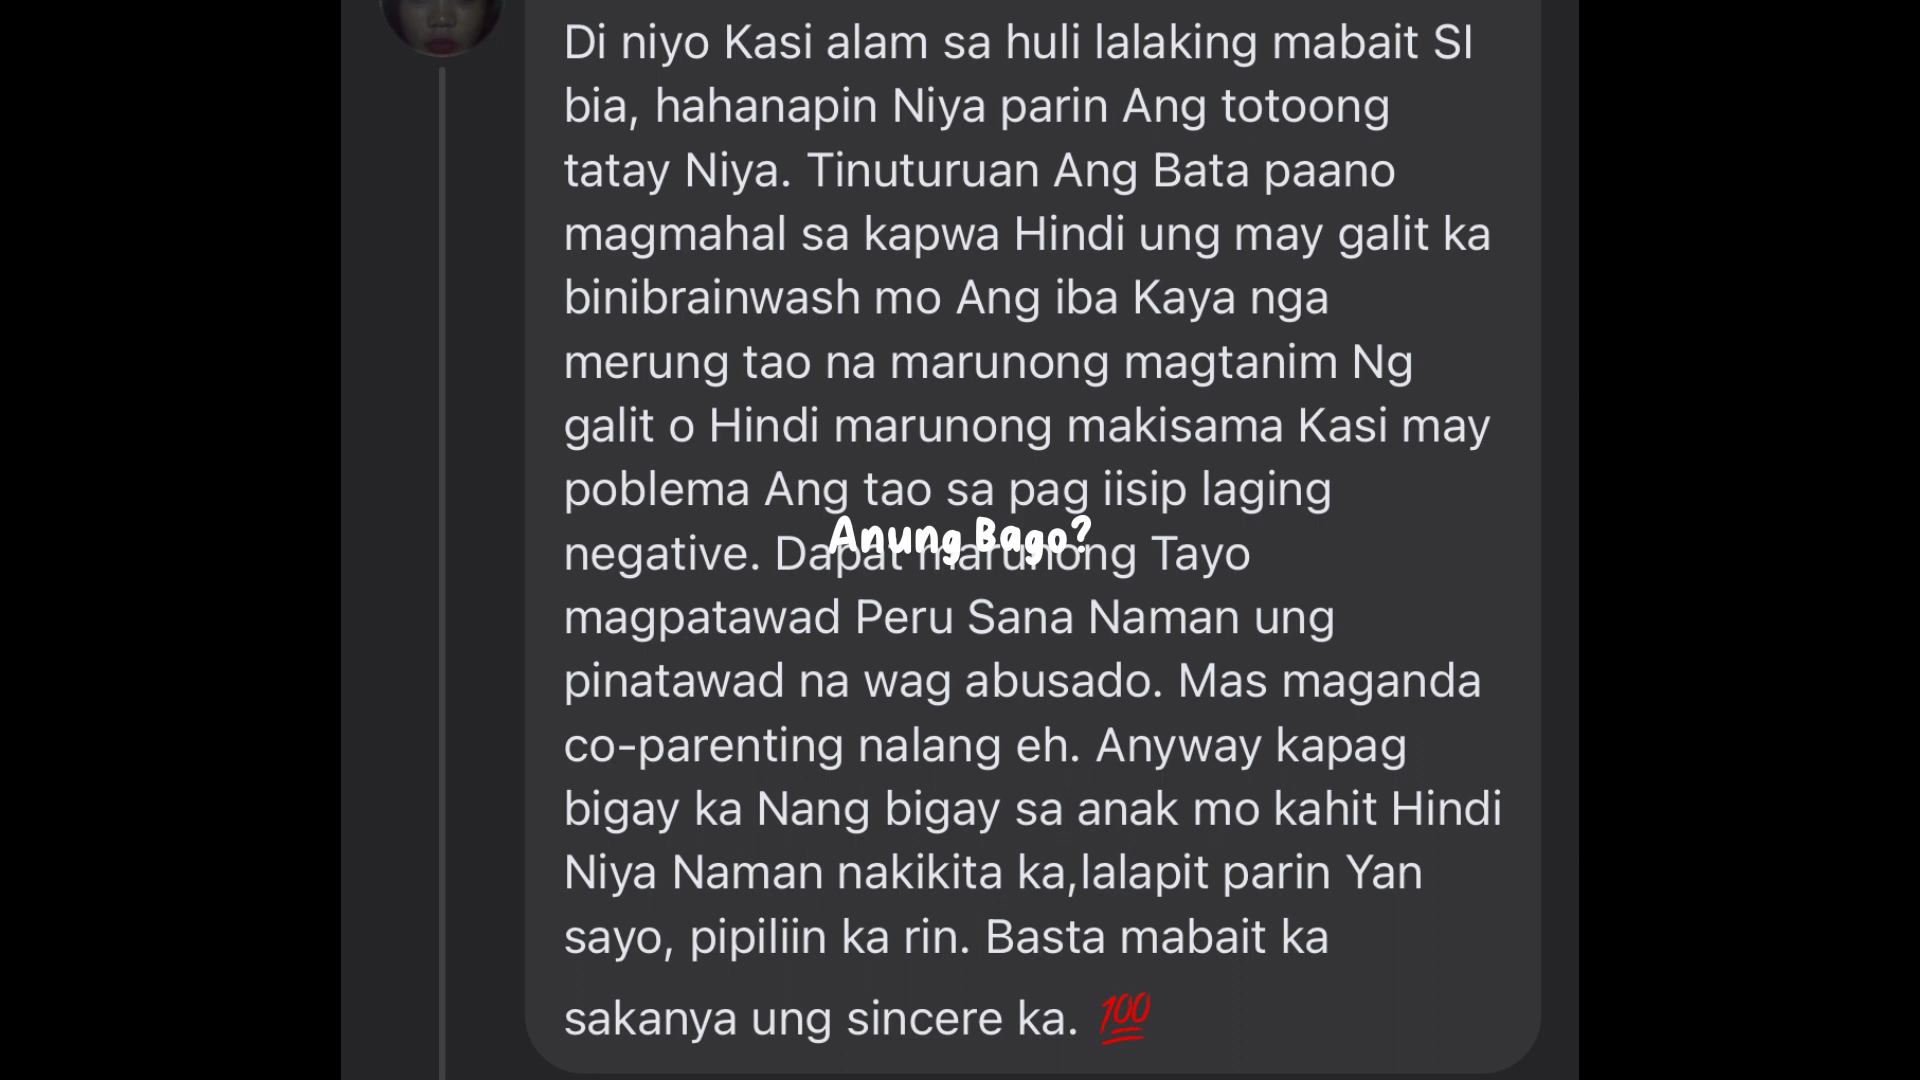 Di niyo Kasi alam sa huli lalaking mabait SI
bia, hahanapin Niya parin Ang totoong
tatay Niya. Tinuturuan Ang Bata paano
magmahal sa kapwa Hindi ung may galit ka
binibrainwash mo Ang iba Kaya nga
merung tao na marunong magtanim Ng
galit o Hindi marunong makisama Kasi may
poblema Ang tao sa pag iisip laging
Anung Bago?
negative. Dapat marunong Tayo
magpatawad Peru Sana Naman ung
pinatawad na wag abusado. Mas maganda
co-parenting nalang eh. Anyway kapag
bigay ka Nang bigay sa anak mo kahit Hindi
Niya Naman nakikita ka,lalapit parin Yan
sayo, pipiliin ka rin. Basta mabait ka
sakanya ung sincere ka. 💯